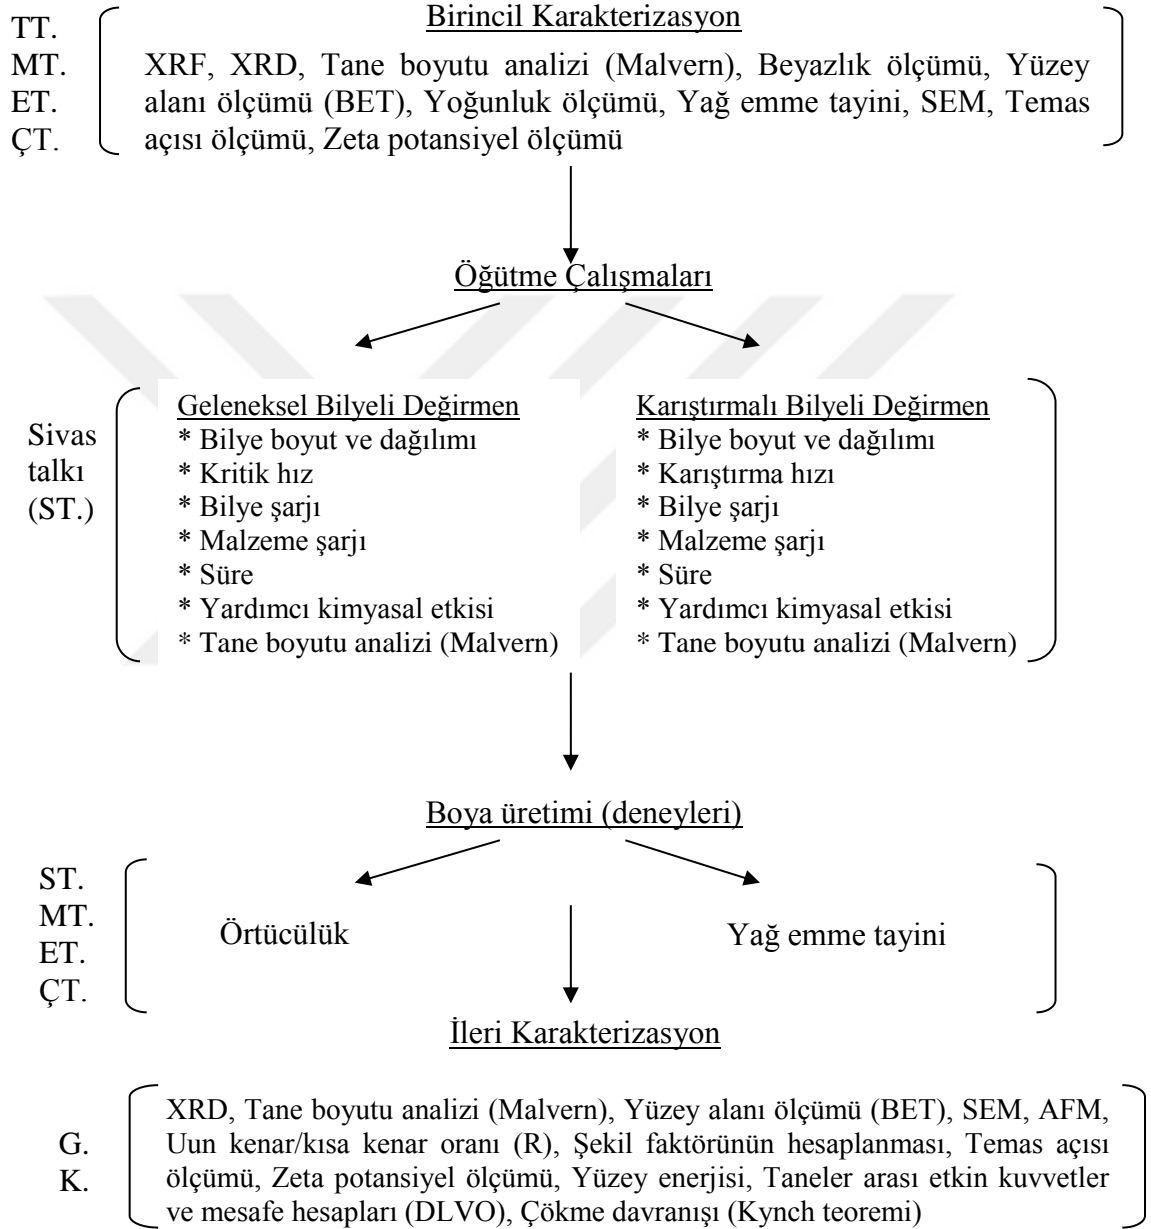 Birincil Karakterizasyon
TT.
MT.
ET.
ÇT.
XRF, XRD, Tane boyutu analizi (Malvern), Beyazlık ölçümü, Yüzey
alanı ölçümü (BET), Yoğunluk ölçümü, Yağ emme tayini, SEM, Temas
açısı ölçümü, Zeta potansiyel ölçümü
Öğütme Çalışmaları
Sivas
talkı
(ST.)
Geleneksel Bilyeli Değirmen
* Bilye boyut ve dağılımı
* Kritik hız
* Bilye şarjı
* Malzeme şarjı
* Süre
* Yardımcı kimyasal etkisi
* Tane boyutu analizi (Malvern)
Karıştırmalı Bilyeli Değirmen
* Bilye boyut ve dağılımı
* Karıştırma hızı
* Bilye şarjı
* Malzeme şarjı
* Süre
* Yardımcı kimyasal etkisi
* Tane boyutu analizi (Malvern)
Boya üretimi (deneyleri)
ST.
MT.
ET.
ÇT.
Örtücülük
Yağ emme tayini
İleri Karakterizasyon
G.
K.
XRD, Tane boyutu analizi (Malvern), Yüzey alanı ölçümü (BET), SEM, AFM,
Uun kenar/kısa kenar oranı (R), Şekil faktörünün hesaplanması, Temas açısı
ölçümü, Zeta potansiyel ölçümü, Yüzey enerjisi, Taneler arası etkin kuvvetler
ve mesafe hesapları (DLVO), Çökme davranışı (Kynch teoremi)